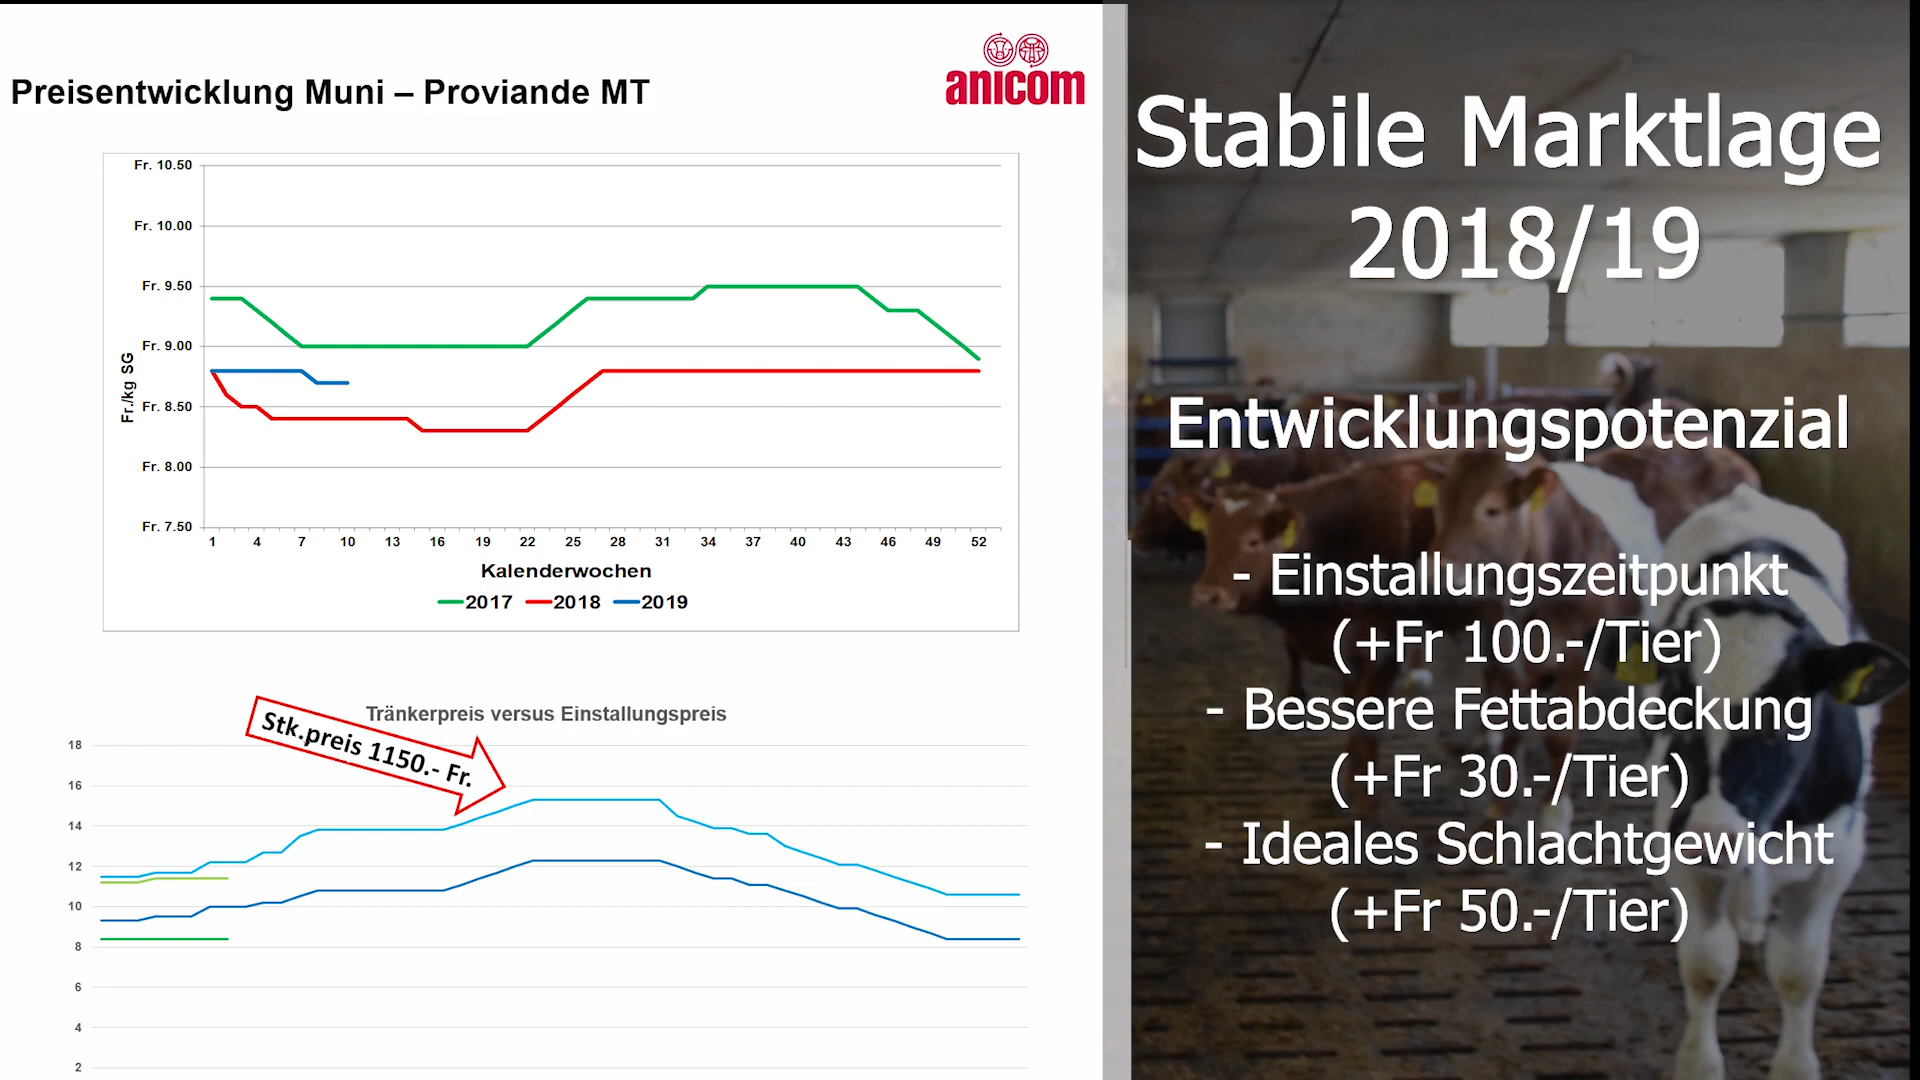 Preisentwicklung Muni – Proviande MT
anicom
Fr. 10.50
Fr. 10.00
Fr. 9.50
Fr. 9.00
Fr. 8.50
Fr. 8.00
Fr. 7.50
Fr./kg SG
1 4 7 10 13 16 19 22 25 28 31 34 37 40 43 46 49 52
Kalenderwochen
2017 2018 2019
Tränkerpreis versus Einstallungspreis
Stk.preis 1150.- Fr.
18
16
14
12
10
8
6
4
2
Stabile Marktlage
2018/19
Entwicklungspotenzial
- Einstallungszeitpunkt
(+Fr 100.-/Tier)
- Bessere Fettabdeckung
(+Fr 30.-/Tier)
- Ideales Schlachtgewicht
(+Fr 50.-/Tier)